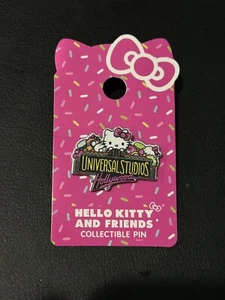 UNIVERSAL STUDIOS
Hollywood
HELLO KITTY
AND FRIENDS
COLLECTIBLE PIN